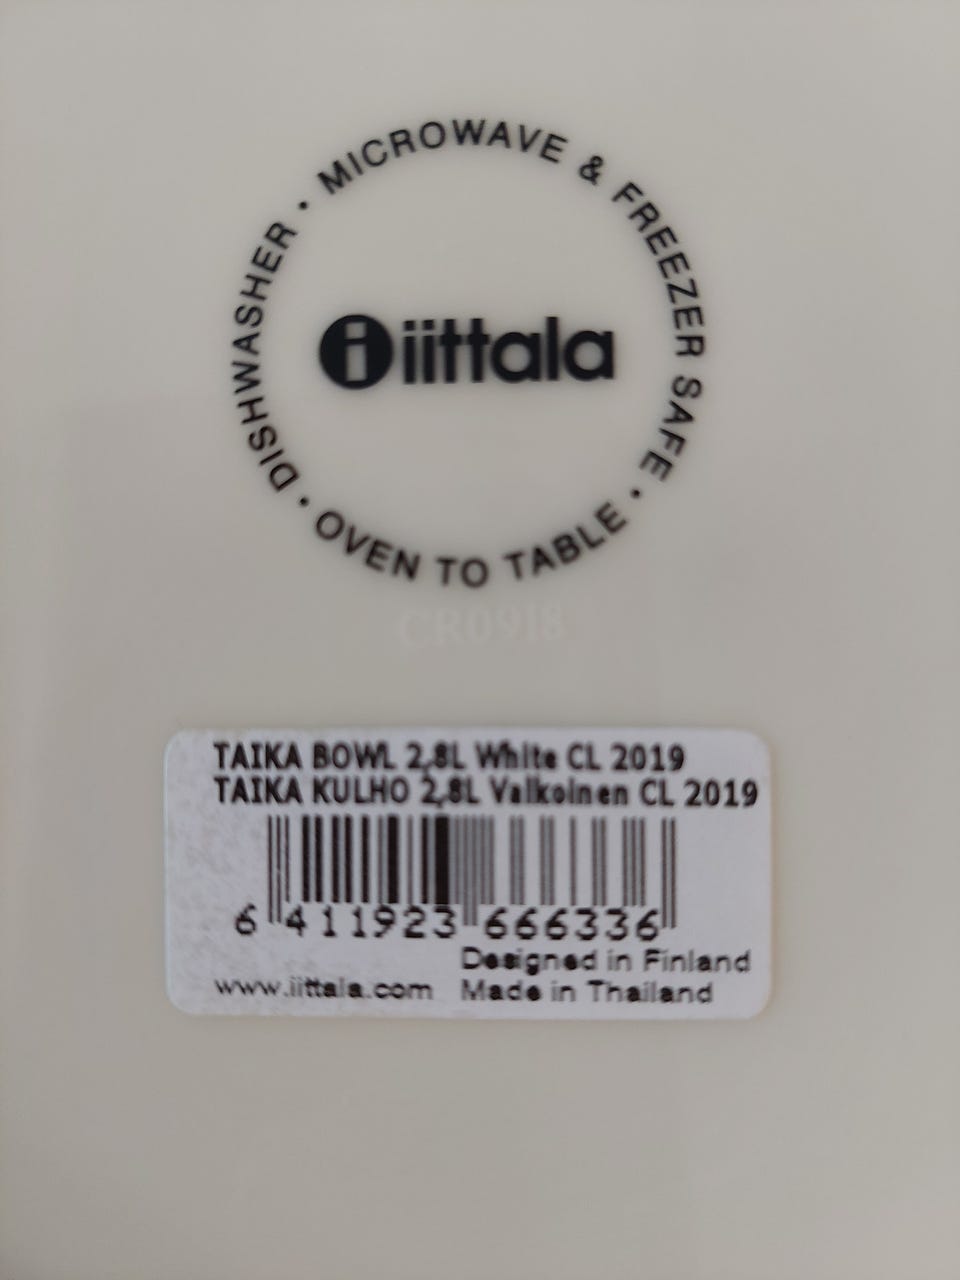 DISHWASHER • MICROWAVE & FREEZER SAFE • OVEN TO TABLE •
i iittala
CR0918
TAIKA BOWL 2,8L White CL 2019
TAIKA KULHO 2,8L Valkoinen CL 2019
6 411923 666336
Designed in Finland
www.iittala.com Made in Thailand